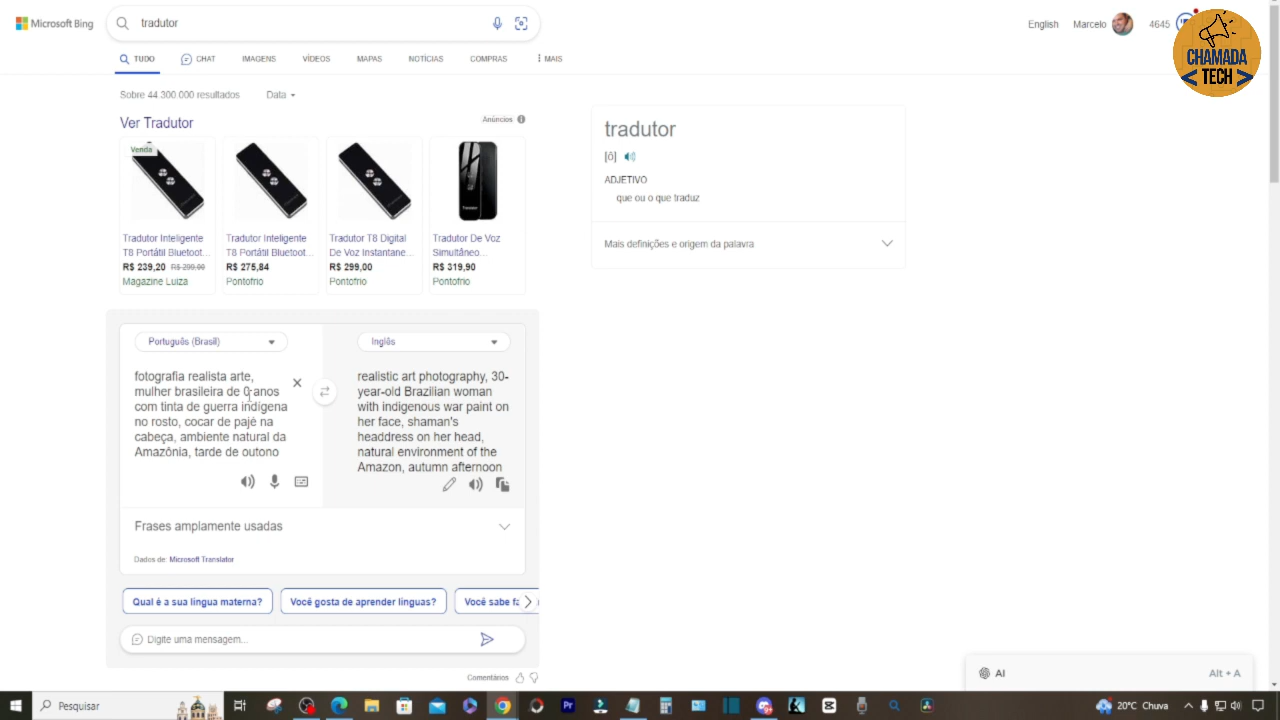 Microsoft Bing
tradutor
English
Marcelo
4645
CHAMADA
TECH
TUDO
CHAT
IMAGENS
VÍDEOS
MAPAS
NOTÍCIAS
COMPRAS
MAIS
Sobre 44.300.000 resultados
Data
Ver Tradutor
Anúncios
Venda
Tradutor Inteligente
T8 Portátil Bluetoot...
R$ 239,20 R$ 299,00
Magazine Luiza
Tradutor Inteligente
T8 Portátil Bluetoot...
R$ 275,84
Pontofrio
Tradutor T8 Digital
De Voz Instantane...
R$ 299,00
Pontofrio
Tradutor De Voz
Simultâneo...
R$ 319,90
Pontofrio
tradutor
[ô]
ADJETIVO
que ou o que traduz
Mais definições e origem da palavra
Português (Brasil)
fotografia realista arte,
mulher brasileira de 0 anos
com tinta de guerra indígena
no rosto, cocar de pajé na
cabeça, ambiente natural da
Amazônia, tarde de outono
Inglês
realistic art photography, 30-
year-old Brazilian woman
with indigenous war paint on
her face, shaman's
headdress on her head,
natural environment of the
Amazon, autumn afternoon
Frases amplamente usadas
Dados de: Microsoft Translator
Qual é a sua língua materna?
Você gosta de aprender línguas?
Você sabe
Digite uma mensagem...
Comentários
AI
Alt + A
Pesquisar
20°C Chuva